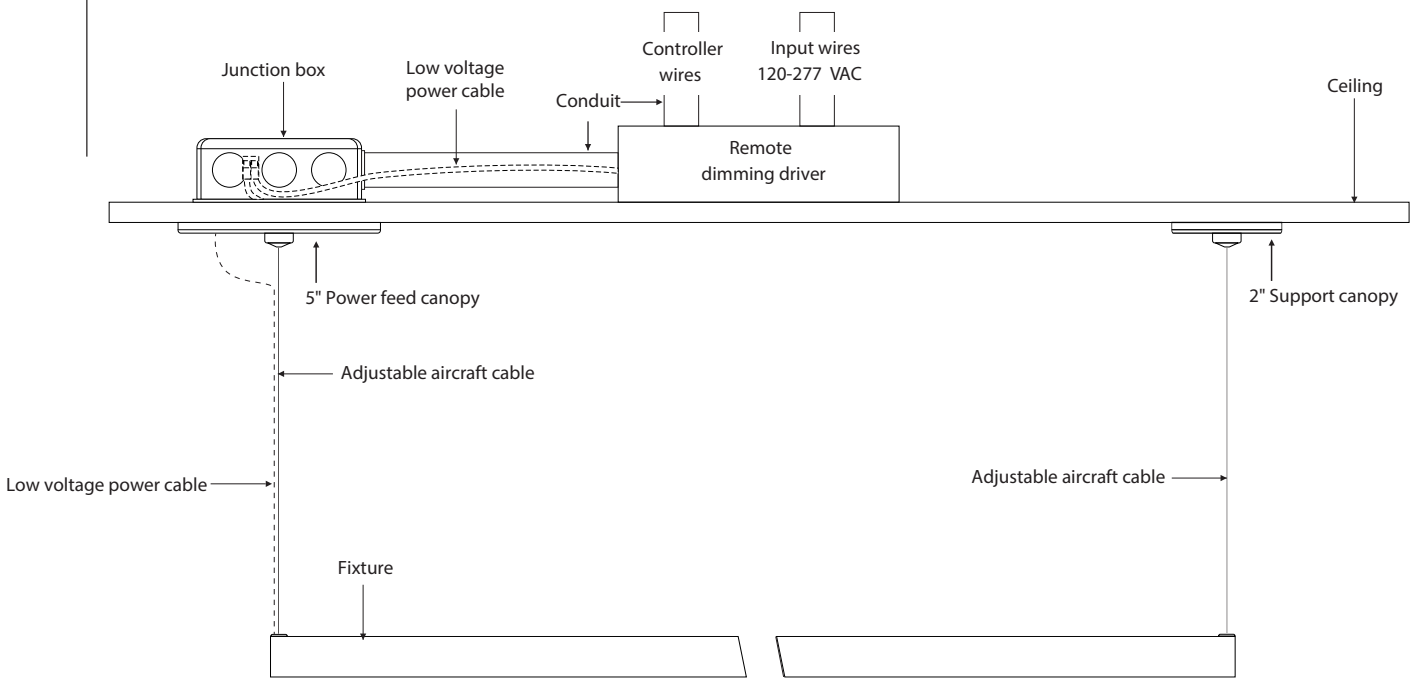 Controller
wires
Input wires
120-277 VAC
Junction box
Low voltage
power cable
Conduit
Ceiling
Remote
dimming driver
5" Power feed canopy
2" Support canopy
Adjustable aircraft cable
Low voltage power cable
Adjustable aircraft cable
Fixture